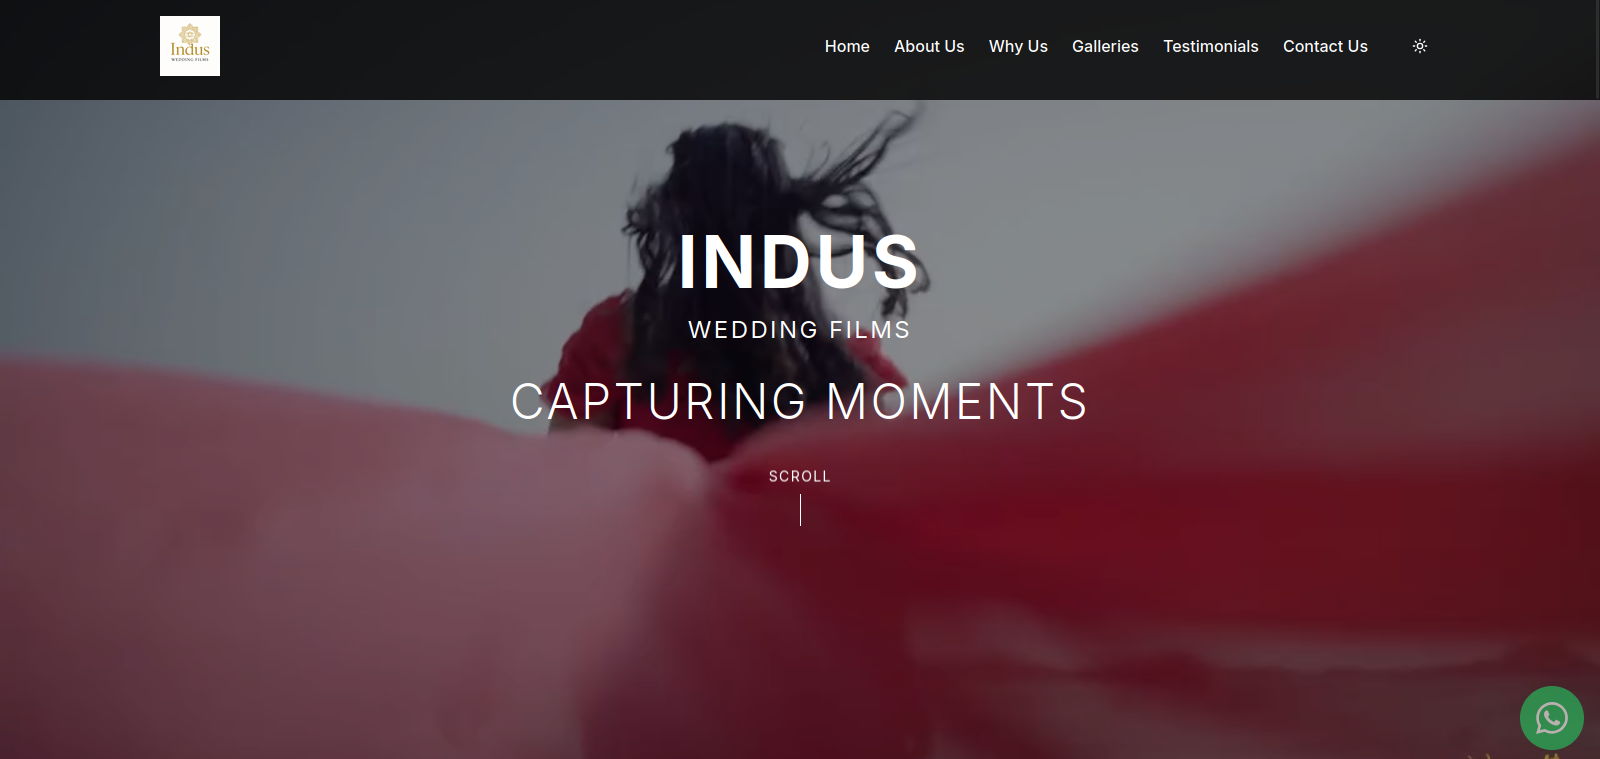 Indus
WEDDING FILMS
Home About Us Why Us Galleries Testimonials Contact Us
INDUS
WEDDING FILMS
CAPTURING MOMENTS
SCROLL